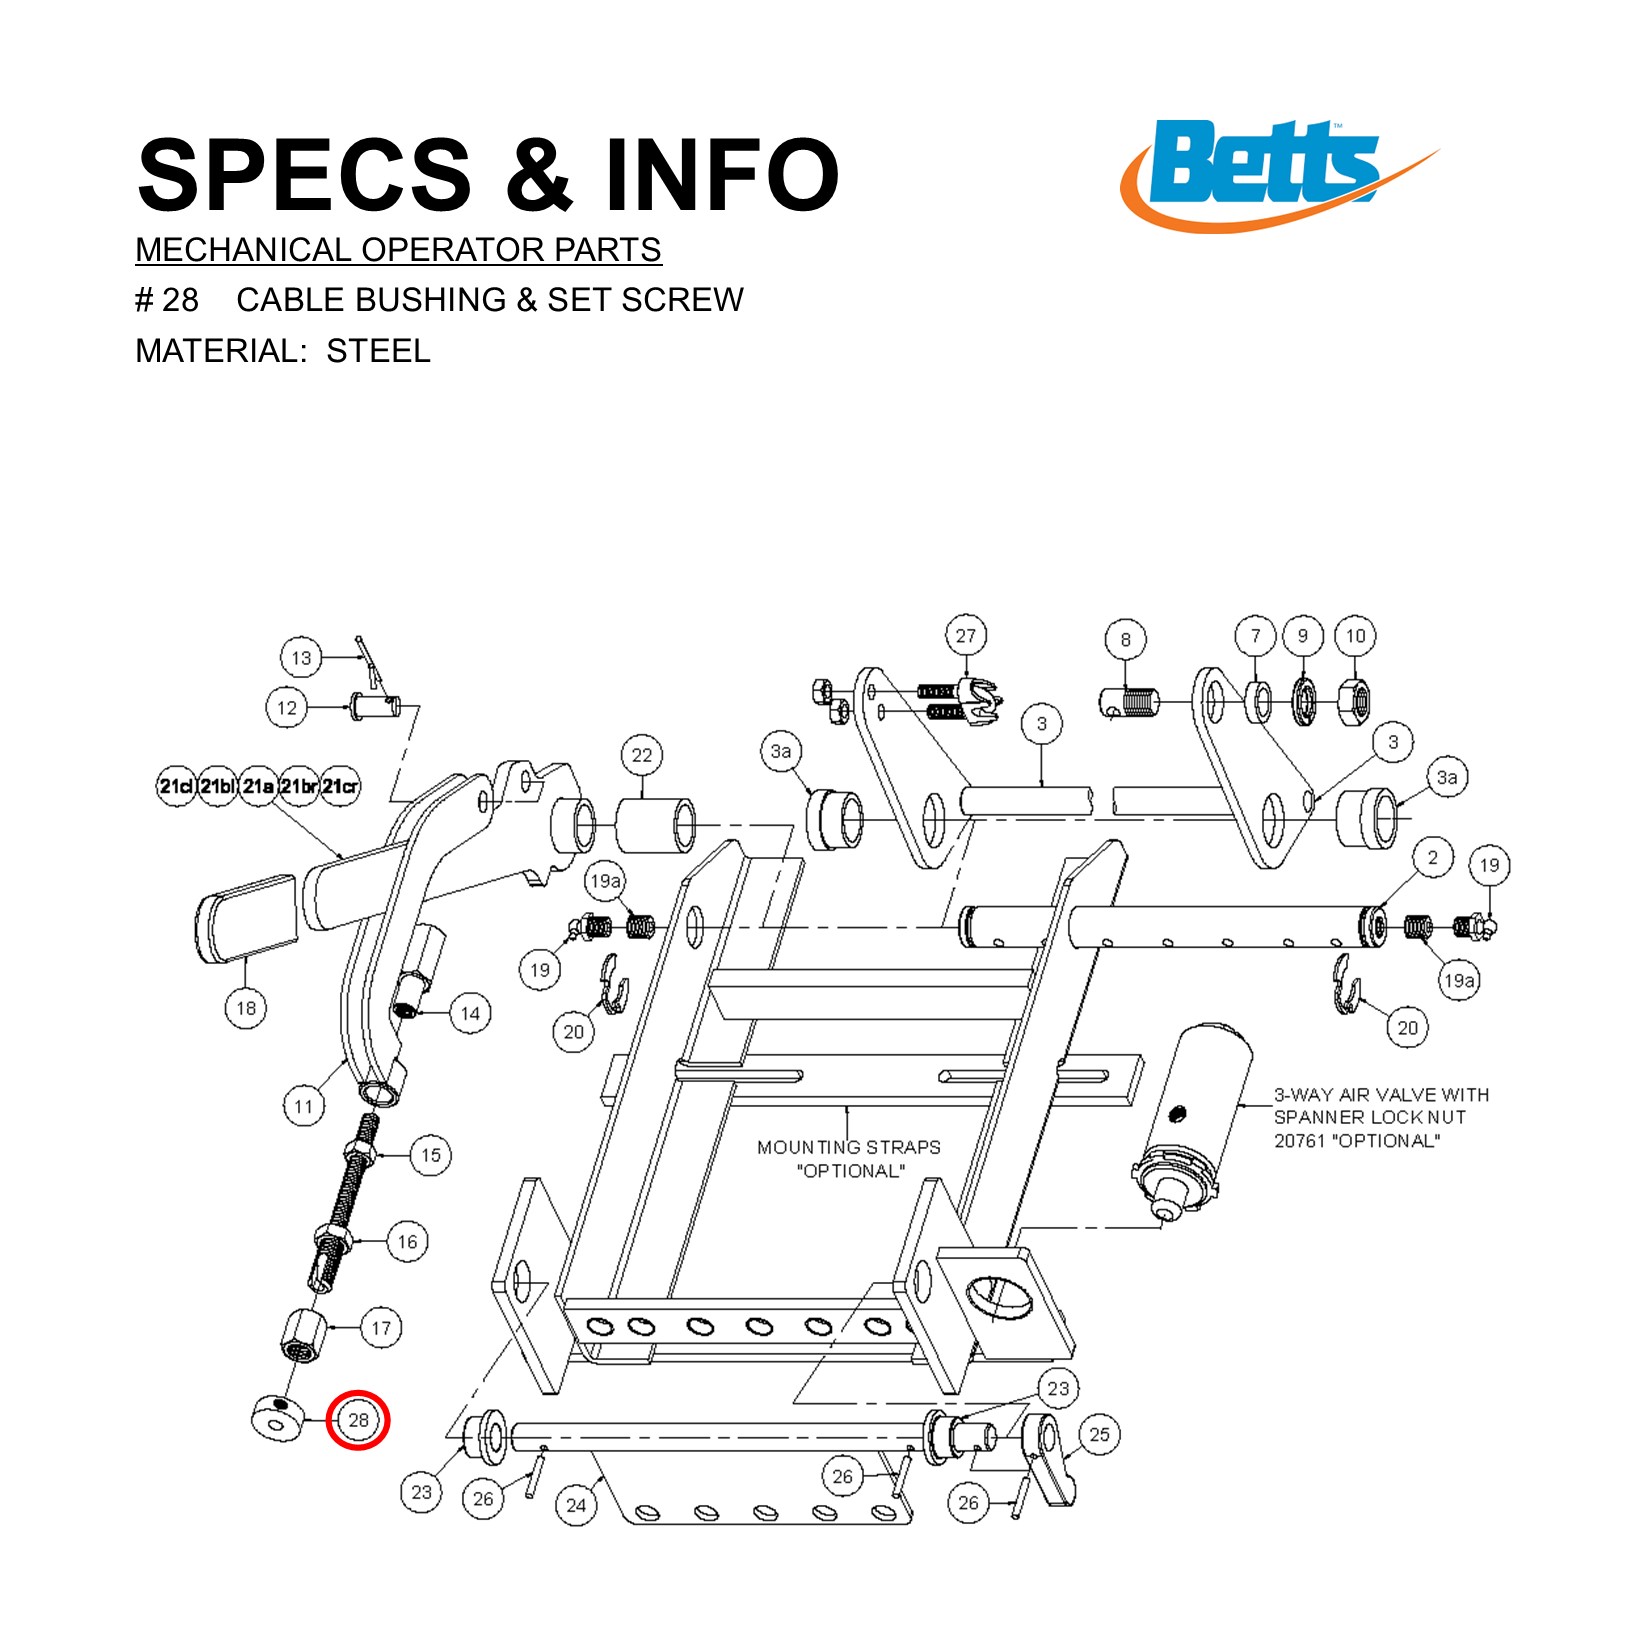 SPECS & INFO
Betts™
MECHANICAL OPERATOR PARTS
# 28 CABLE BUSHING & SET SCREW
MATERIAL: STEEL
27
8
7
9
10
13
12
3
22
3a
3
3a
21cl
21bl
21a
21br
21cr
2
19
19a
19
19a
18
14
20
20
11
3-WAY AIR VALVE WITH
SPANNER LOCK NUT
20761 "OPTIONAL"
MOUNTING STRAPS
"OPTIONAL"
15
16
17
28
23
25
23
26
24
26
26